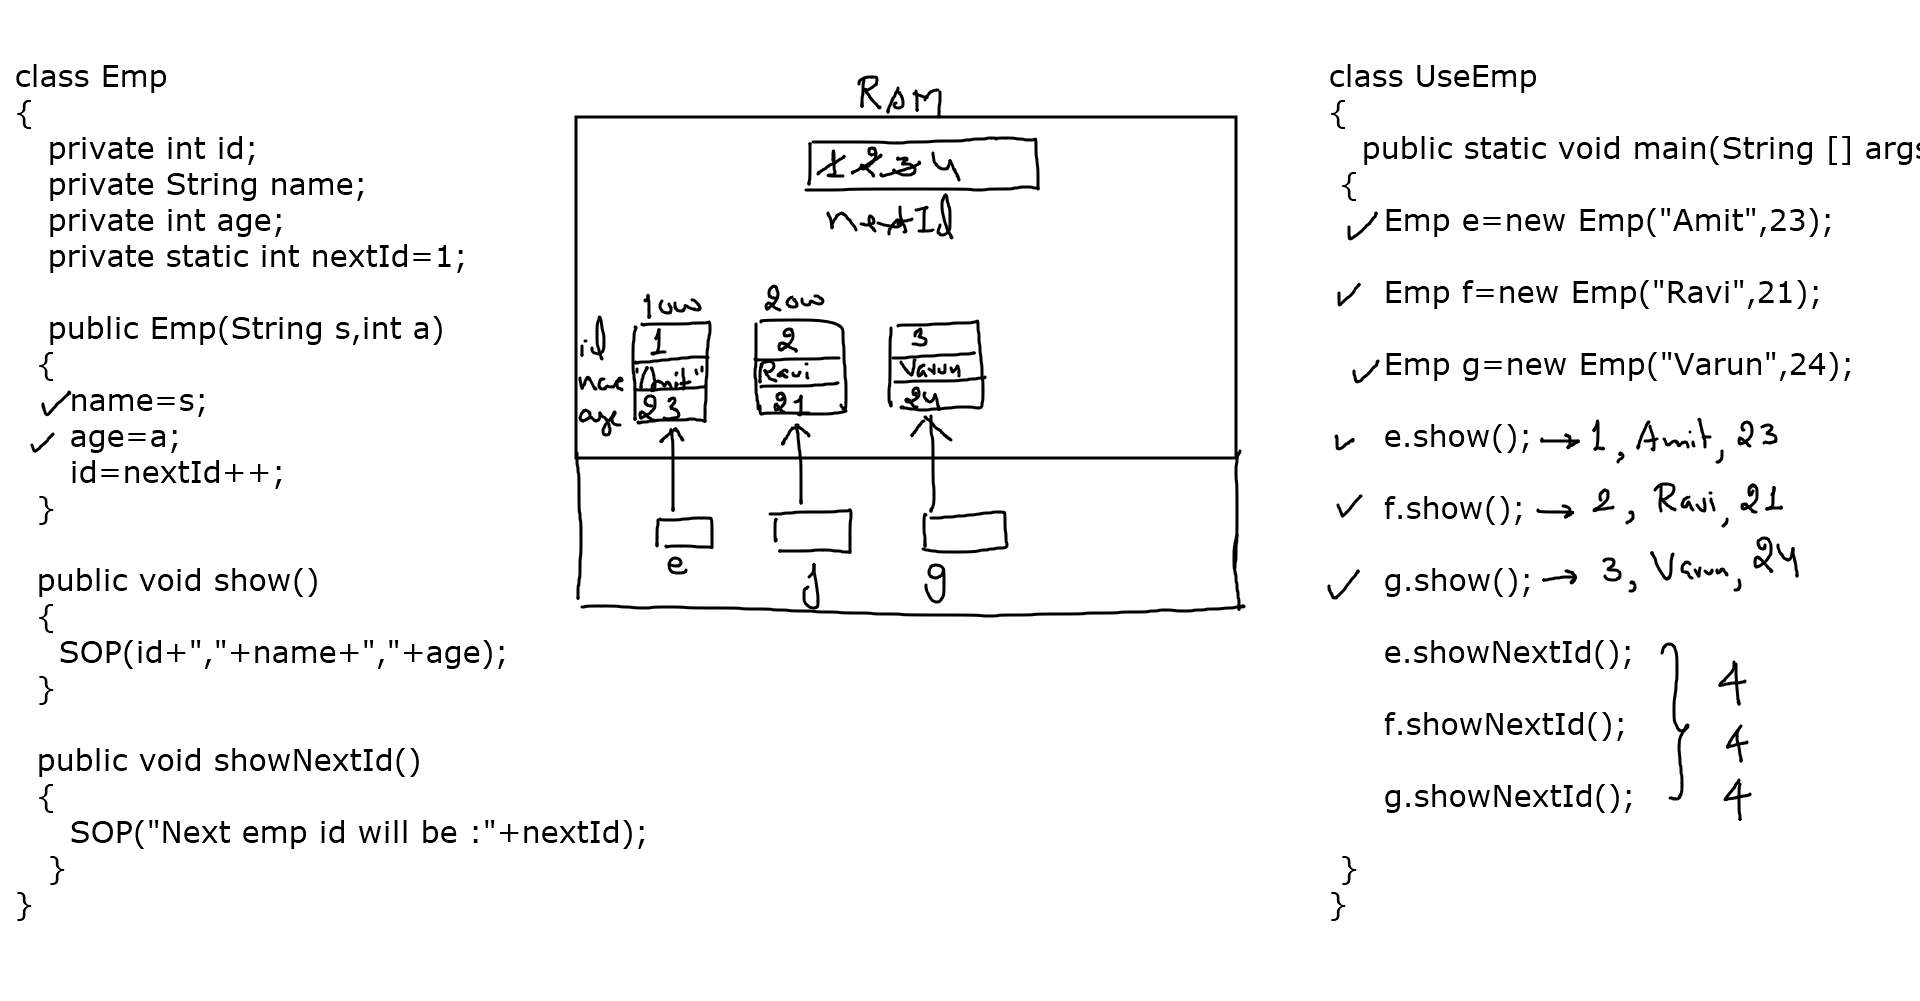 class Emp
{
private int id;
private String name;
private int age;
private static int nextId=1;
public Emp(String s,int a)
{
name=s;
age=a;
id=nextId++;
}
public void show()
{
SOP(id+","+name+","+age);
}
public void showNextId()
{
SOP("Next emp id will be :"+nextId);
}
}
RAM
1 2 3 4
nextId
1000 2000
id 1 2 3
"Amit" Ravi Varun
age 23 21 24
e f g
class UseEmp
{
public static void main(String [] args
{
Emp e=new Emp("Amit",23);
Emp f=new Emp("Ravi",21);
Emp g=new Emp("Varun",24);
e.show(); → 1, Amit, 23
f.show(); → 2, Ravi, 21
g.show(); → 3, Varun, 24
e.showNextId(); 4
f.showNextId(); 4
g.showNextId(); 4
}
}